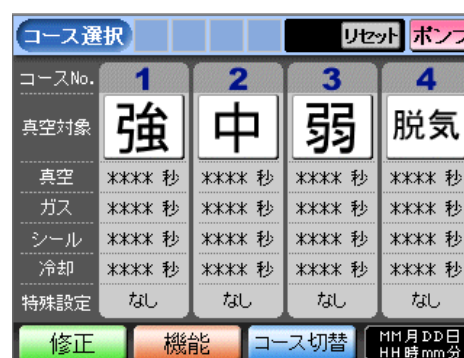 コース選択 リセット ポンプ
コースNo. 1 2 3 4
真空対象 強 中 弱 脱気
真空 **** 秒 **** 秒 **** 秒 **** 秒
ガス **** 秒 **** 秒 **** 秒 **** 秒
シール **** 秒 **** 秒 **** 秒 **** 秒
冷却 **** 秒 **** 秒 **** 秒 **** 秒
特殊設定 なし なし なし なし
修正 機能 コース切替 MM月DD日
HH時mm分